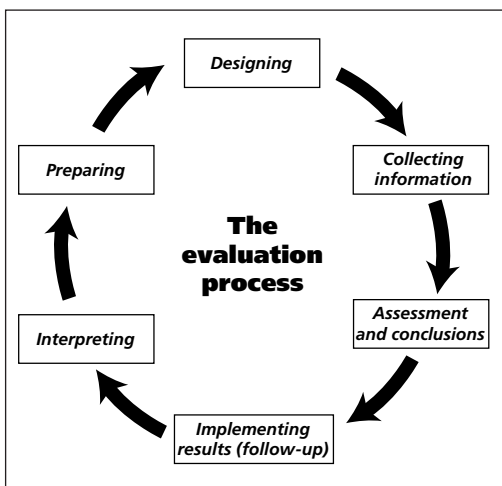 Designing
Collecting
information
Assessment
and conclusions
Implementing
results (follow-up)
Interpreting
Preparing
The
evaluation
process